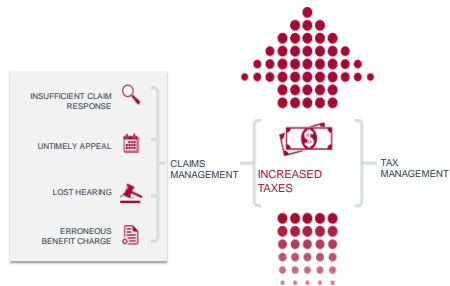 INSUFFICIENT CLAIM
RESPONSE
UNTIMELY APPEAL
LOST HEARING
ERRONEOUS
BENEFIT CHARGE
CLAIMS
MANAGEMENT
$
INCREASED
TAXES
TAX
MANAGEMENT